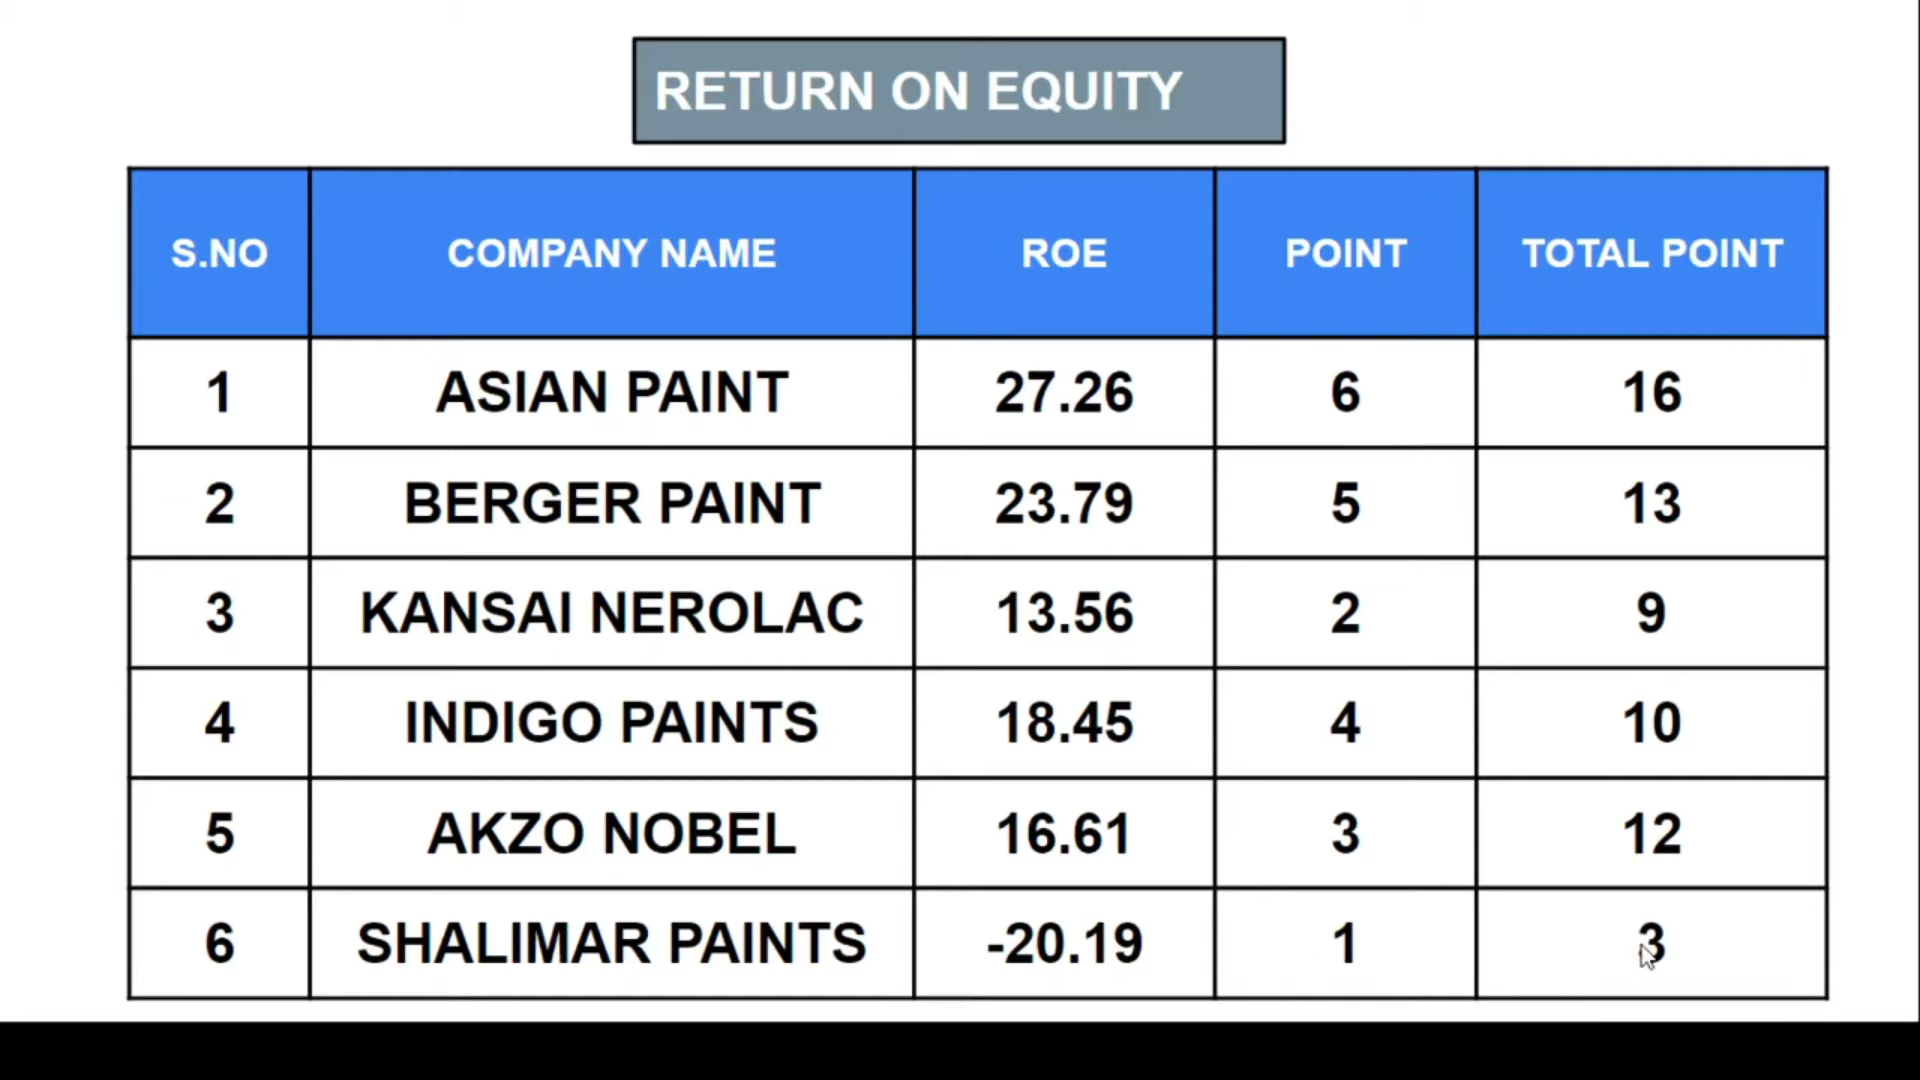 RETURN ON EQUITY
S.NO COMPANY NAME ROE POINT TOTAL POINT
1 ASIAN PAINT 27.26 6 16
2 BERGER PAINT 23.79 5 13
3 KANSAI NEROLAC 13.56 2 9
4 INDIGO PAINTS 18.45 4 10
5 AKZO NOBEL 16.61 3 12
6 SHALIMAR PAINTS -20.19 1 3